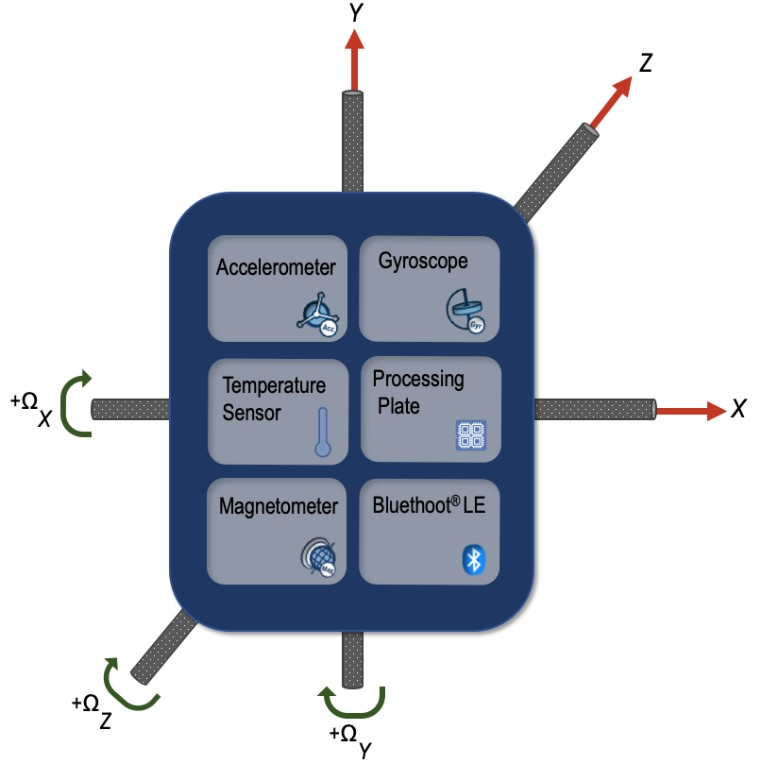 Y
Z
Accelerometer
Acc
Gyroscope
Gyr
+Ω X
Temperature
Sensor
Processing
Plate
X
Magnetometer
Mag
Bluethoot® LE
+Ω Z
+Ω Y